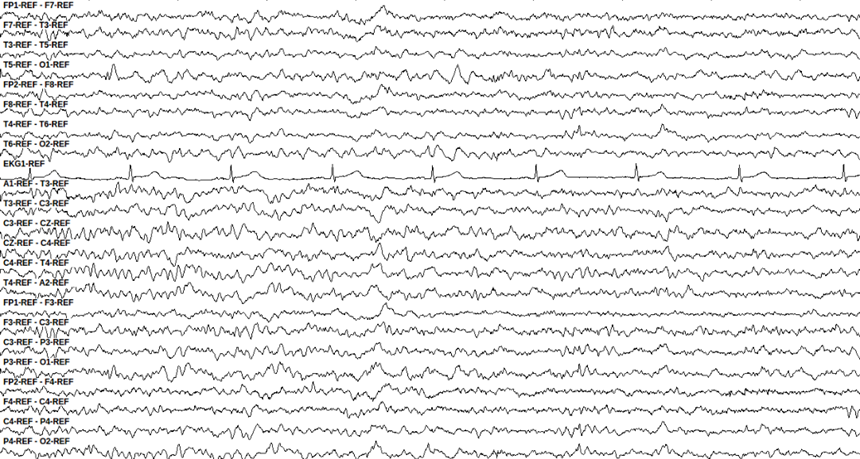 FP1-REF - F7-REF
F7-REF - T3-REF
T3-REF - T5-REF
T5-REF - O1-REF
FP2-REF - F8-REF
F8-REF - T4-REF
T4-REF - T6-REF
T6-REF - O2-REF
EKG1-REF
A1-REF - T3-REF
T3-REF - C3-REF
C3-REF - CZ-REF
CZ-REF - C4-REF
C4-REF - T4-REF
T4-REF - A2-REF
FP1-REF - F3-REF
F3-REF - C3-REF
C3-REF - P3-REF
P3-REF - O1-REF
FP2-REF - F4-REF
F4-REF - C4-REF
C4-REF - P4-REF
P4-REF - O2-REF